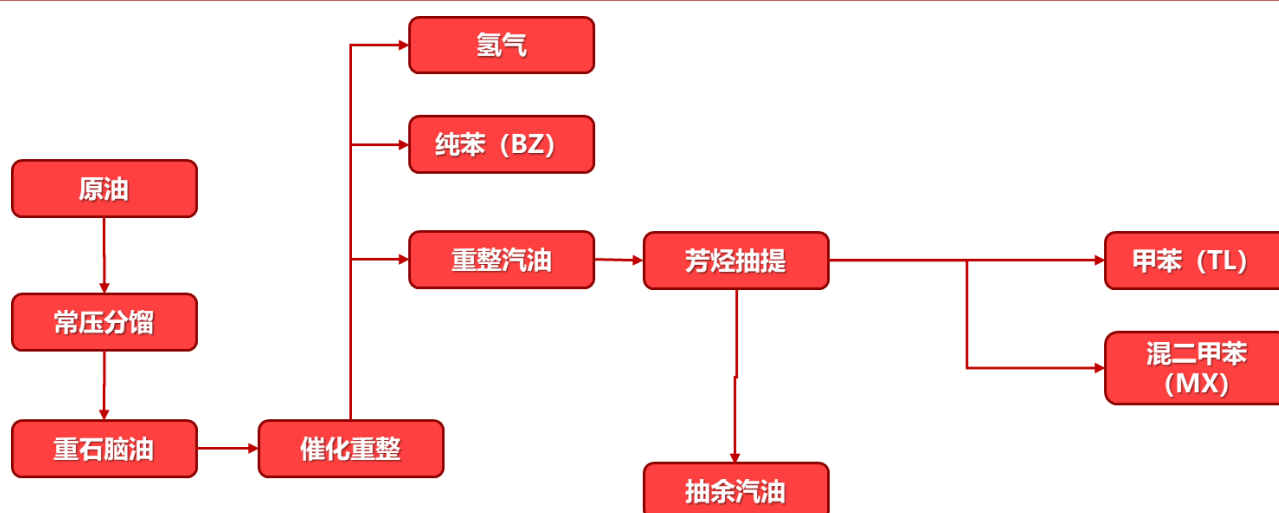 氢气
纯苯（BZ）
原油
重整汽油
芳烃抽提
甲苯（TL）
常压分馏
混二甲苯
（MX）
重石脑油
催化重整
抽余汽油